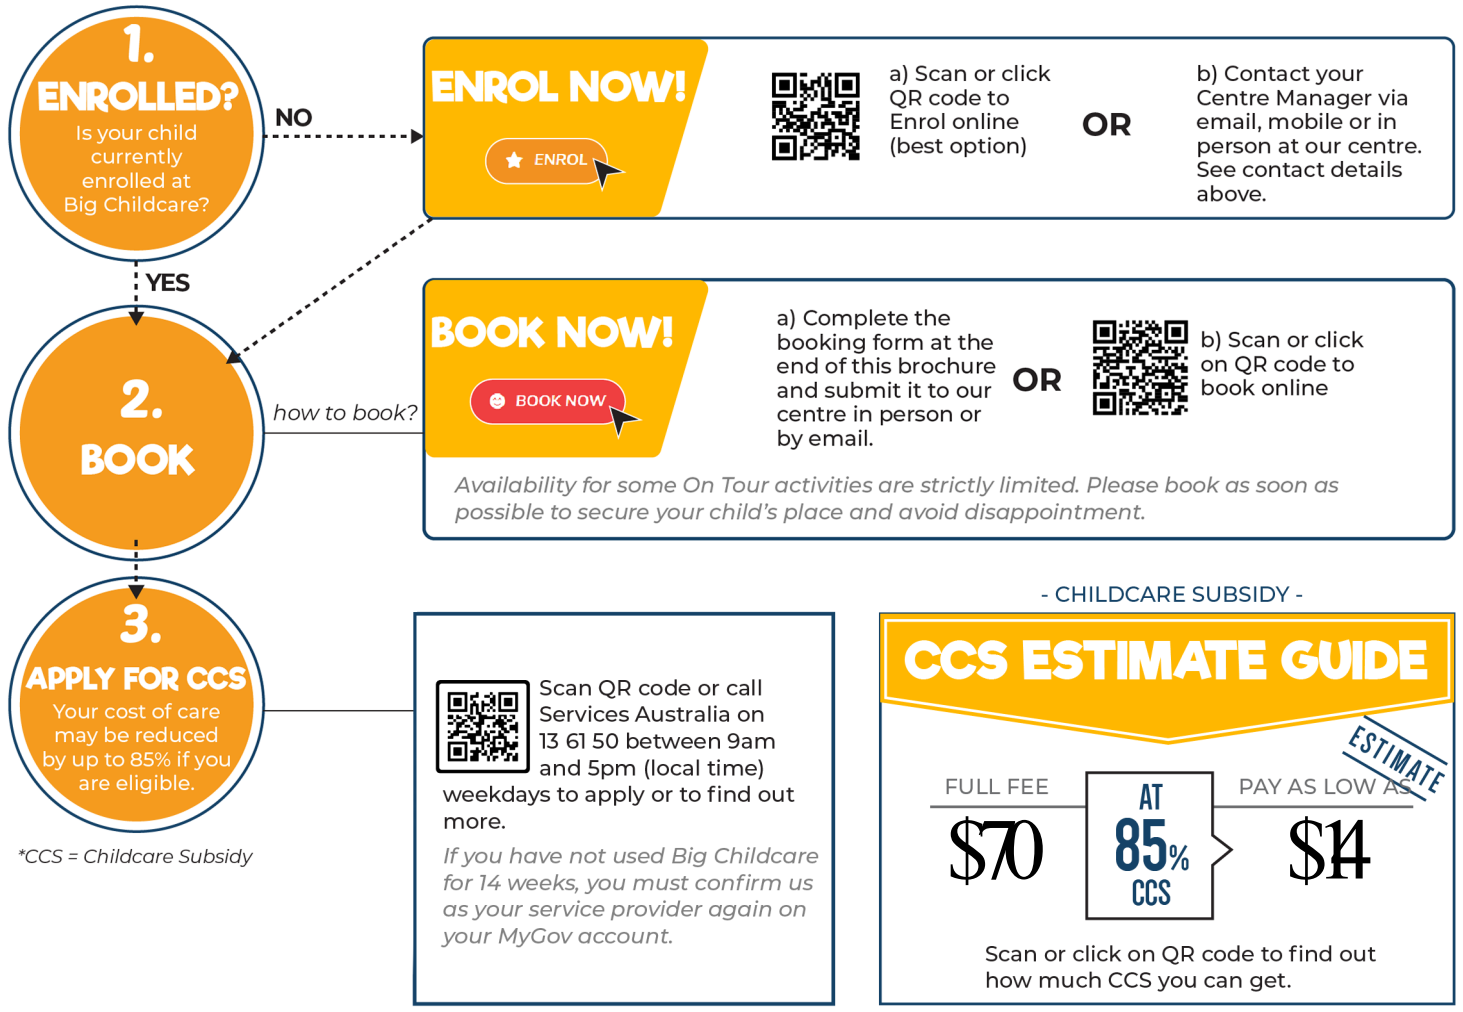 1.
ENROLLED?
Is your child
currently
enrolled at
Big Childcare?
NO
YES
ENROL NOW!
ENROL
a) Scan or click
QR code to
Enrol online
(best option)
OR
b) Contact your
Centre Manager via
email, mobile or in
person at our centre.
See contact details
above.
2.
BOOK
how to book?
BOOK NOW!
BOOK NOW
a) Complete the
booking form at the
end of this brochure
and submit it to our
centre in person or
by email.
OR
b) Scan or click
on QR code to
book online
Availability for some On Tour activities are strictly limited. Please book as soon as
possible to secure your child's place and avoid disappointment.
3.
APPLY FOR CCS
Your cost of care
may be reduced
by up to 85% if you
are eligible.
*CCS = Childcare Subsidy
Scan QR code or call
Services Australia on
13 61 50 between 9am
and 5pm (local time)
weekdays to apply or to find out
more.
If you have not used Big Childcare
for 14 weeks, you must confirm us
as your service provider again on
your MyGov account.
- CHILDCARE SUBSIDY -
CCS ESTIMATE GUIDE
ESTIMATE
FULL FEE
$70
AT
85%
CCS
PAY AS LOW AS
$14
Scan or click on QR code to find out
how much CCS you can get.